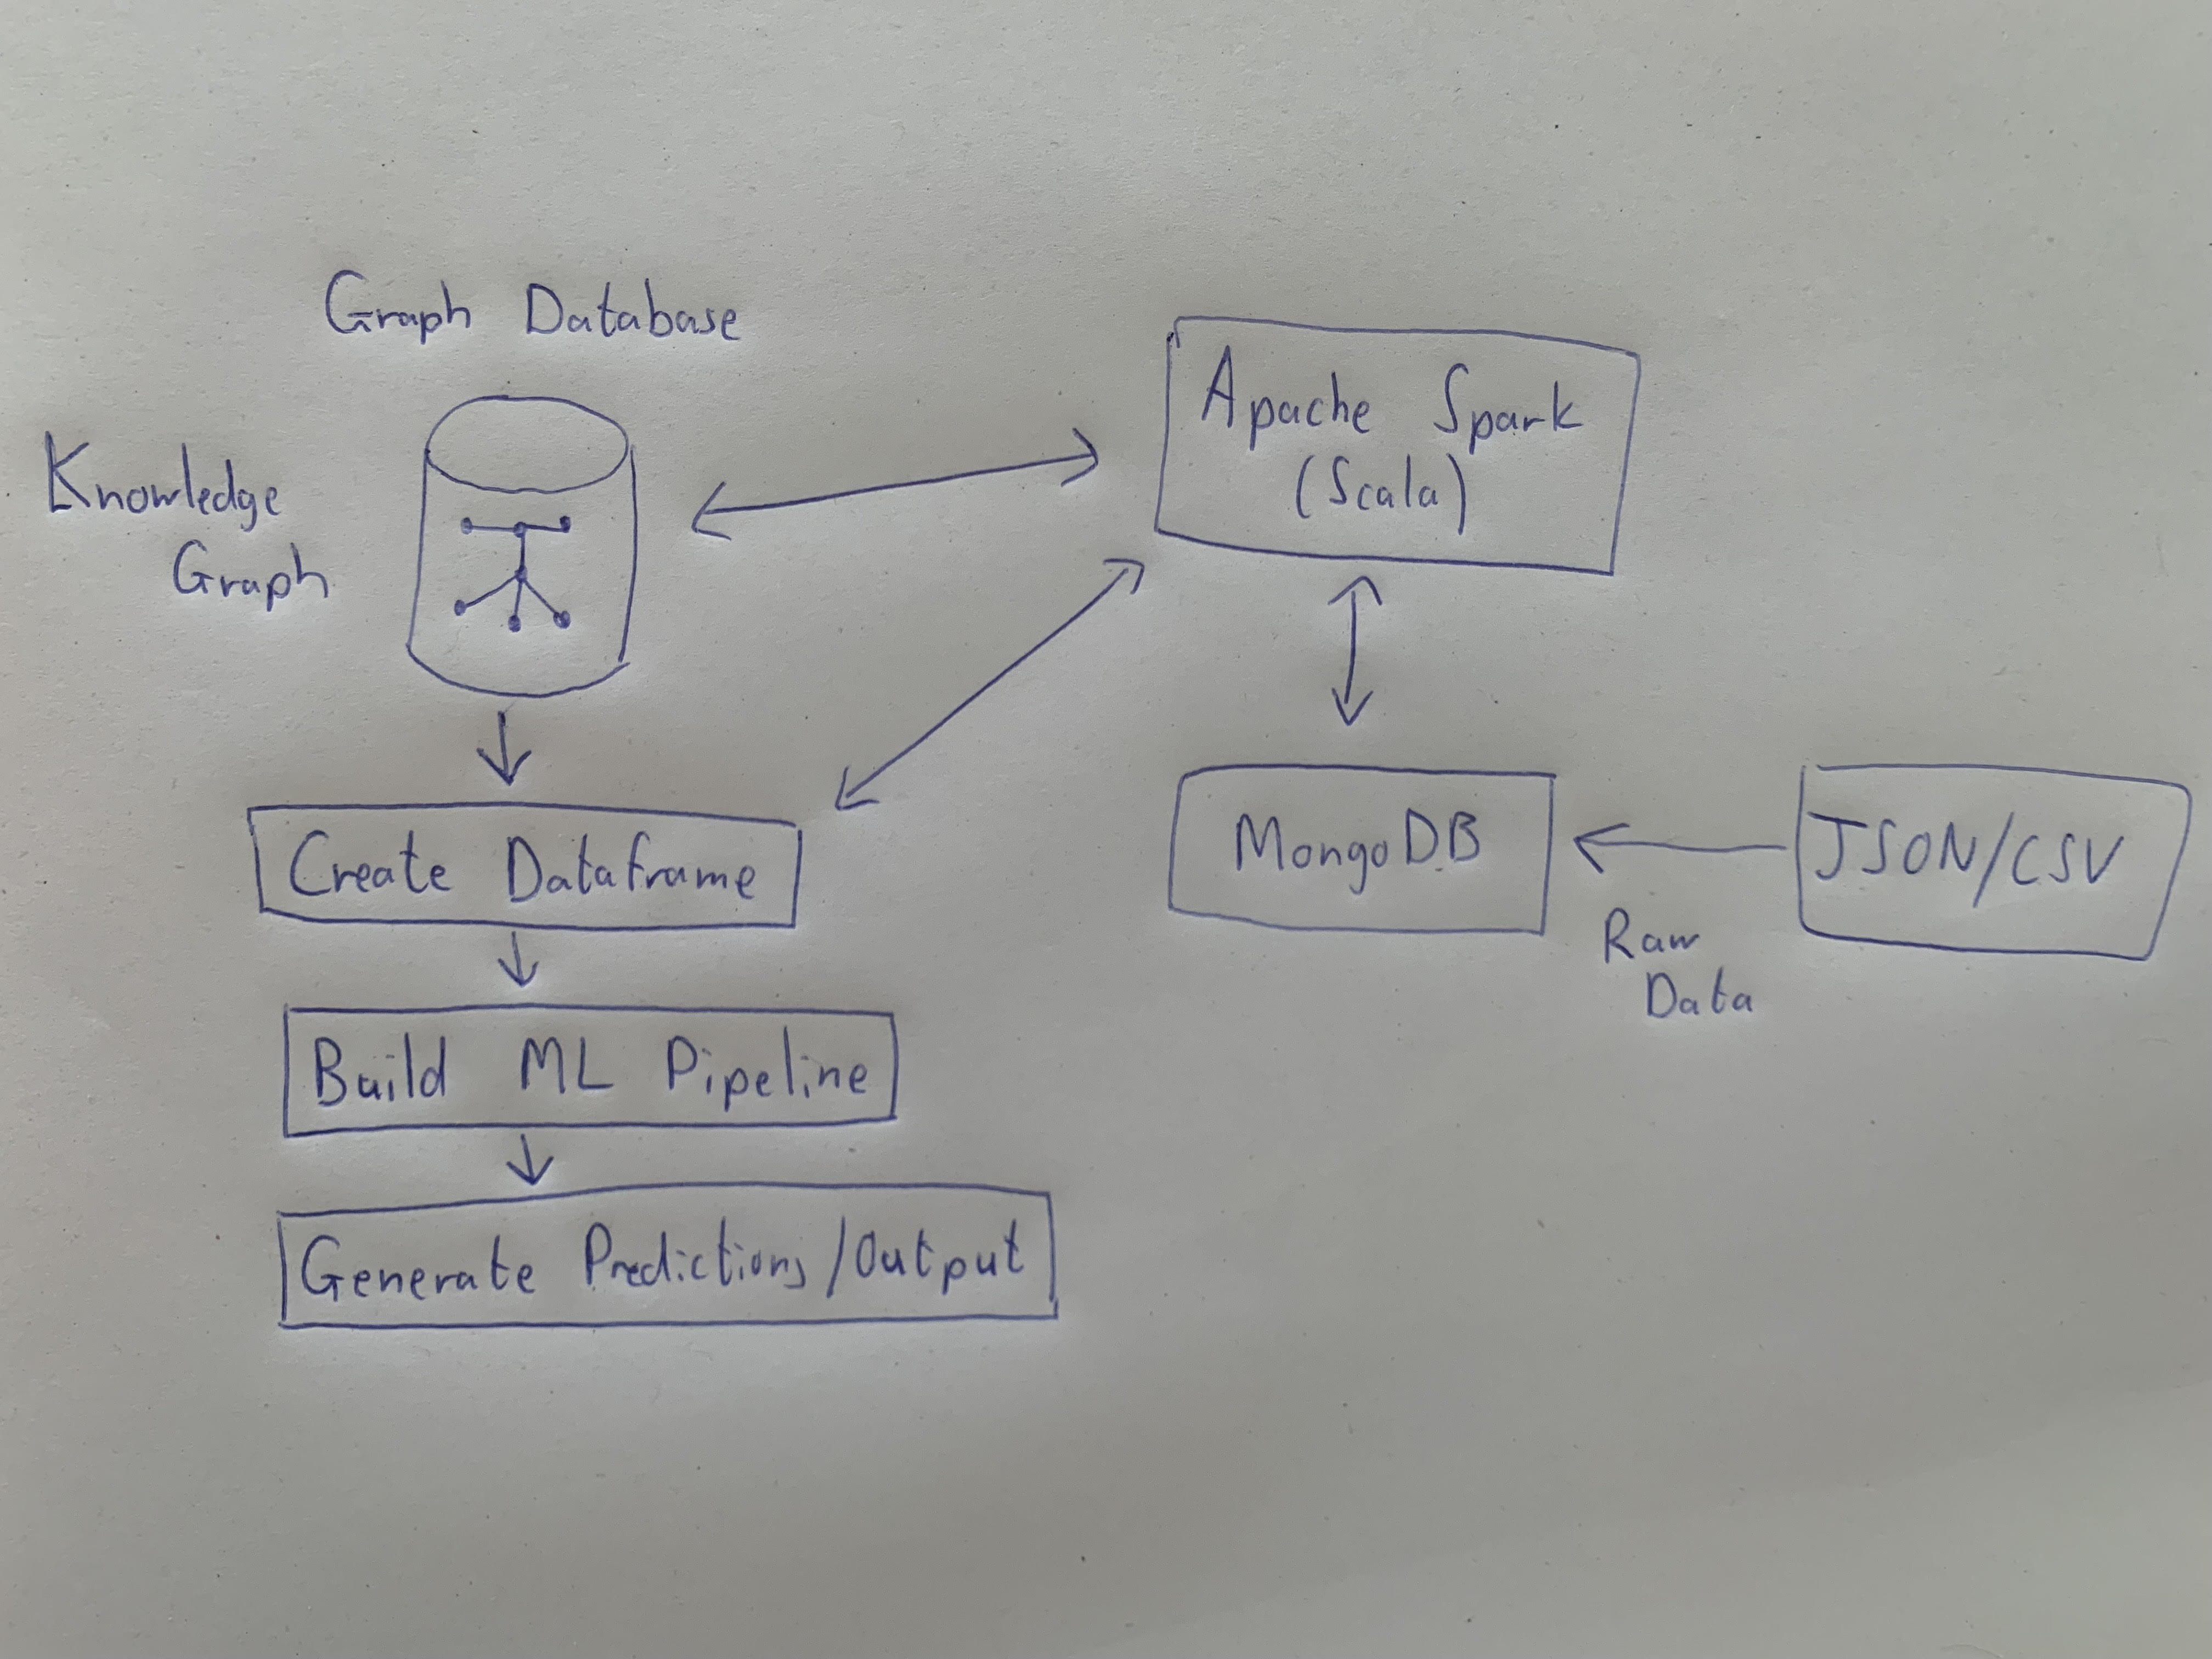 Graph Database
Knowledge
Graph
Apache Spark
(Scala)
Create Dataframe
MongoDB
JSON/CSV
Raw
Data
Build ML Pipeline
Generate Predictions/Output